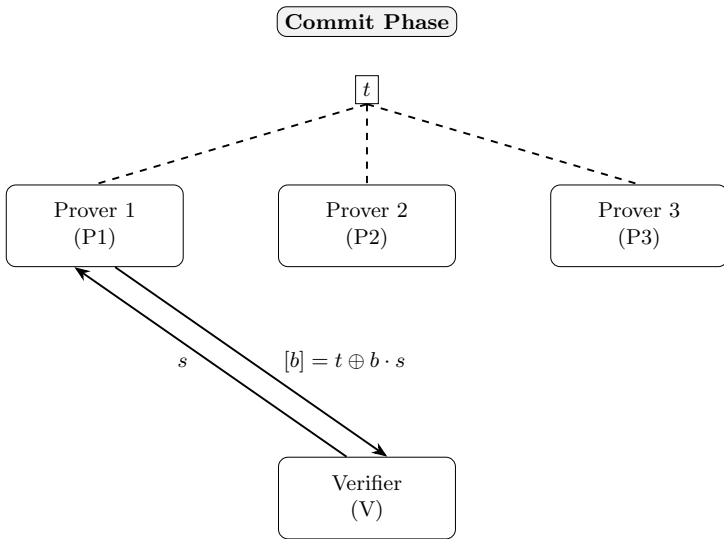 Commit Phase
t
Prover 1
(P1)
Prover 2
(P2)
Prover 3
(P3)
s
[b] = t ⊕ b · s
Verifier
(V)